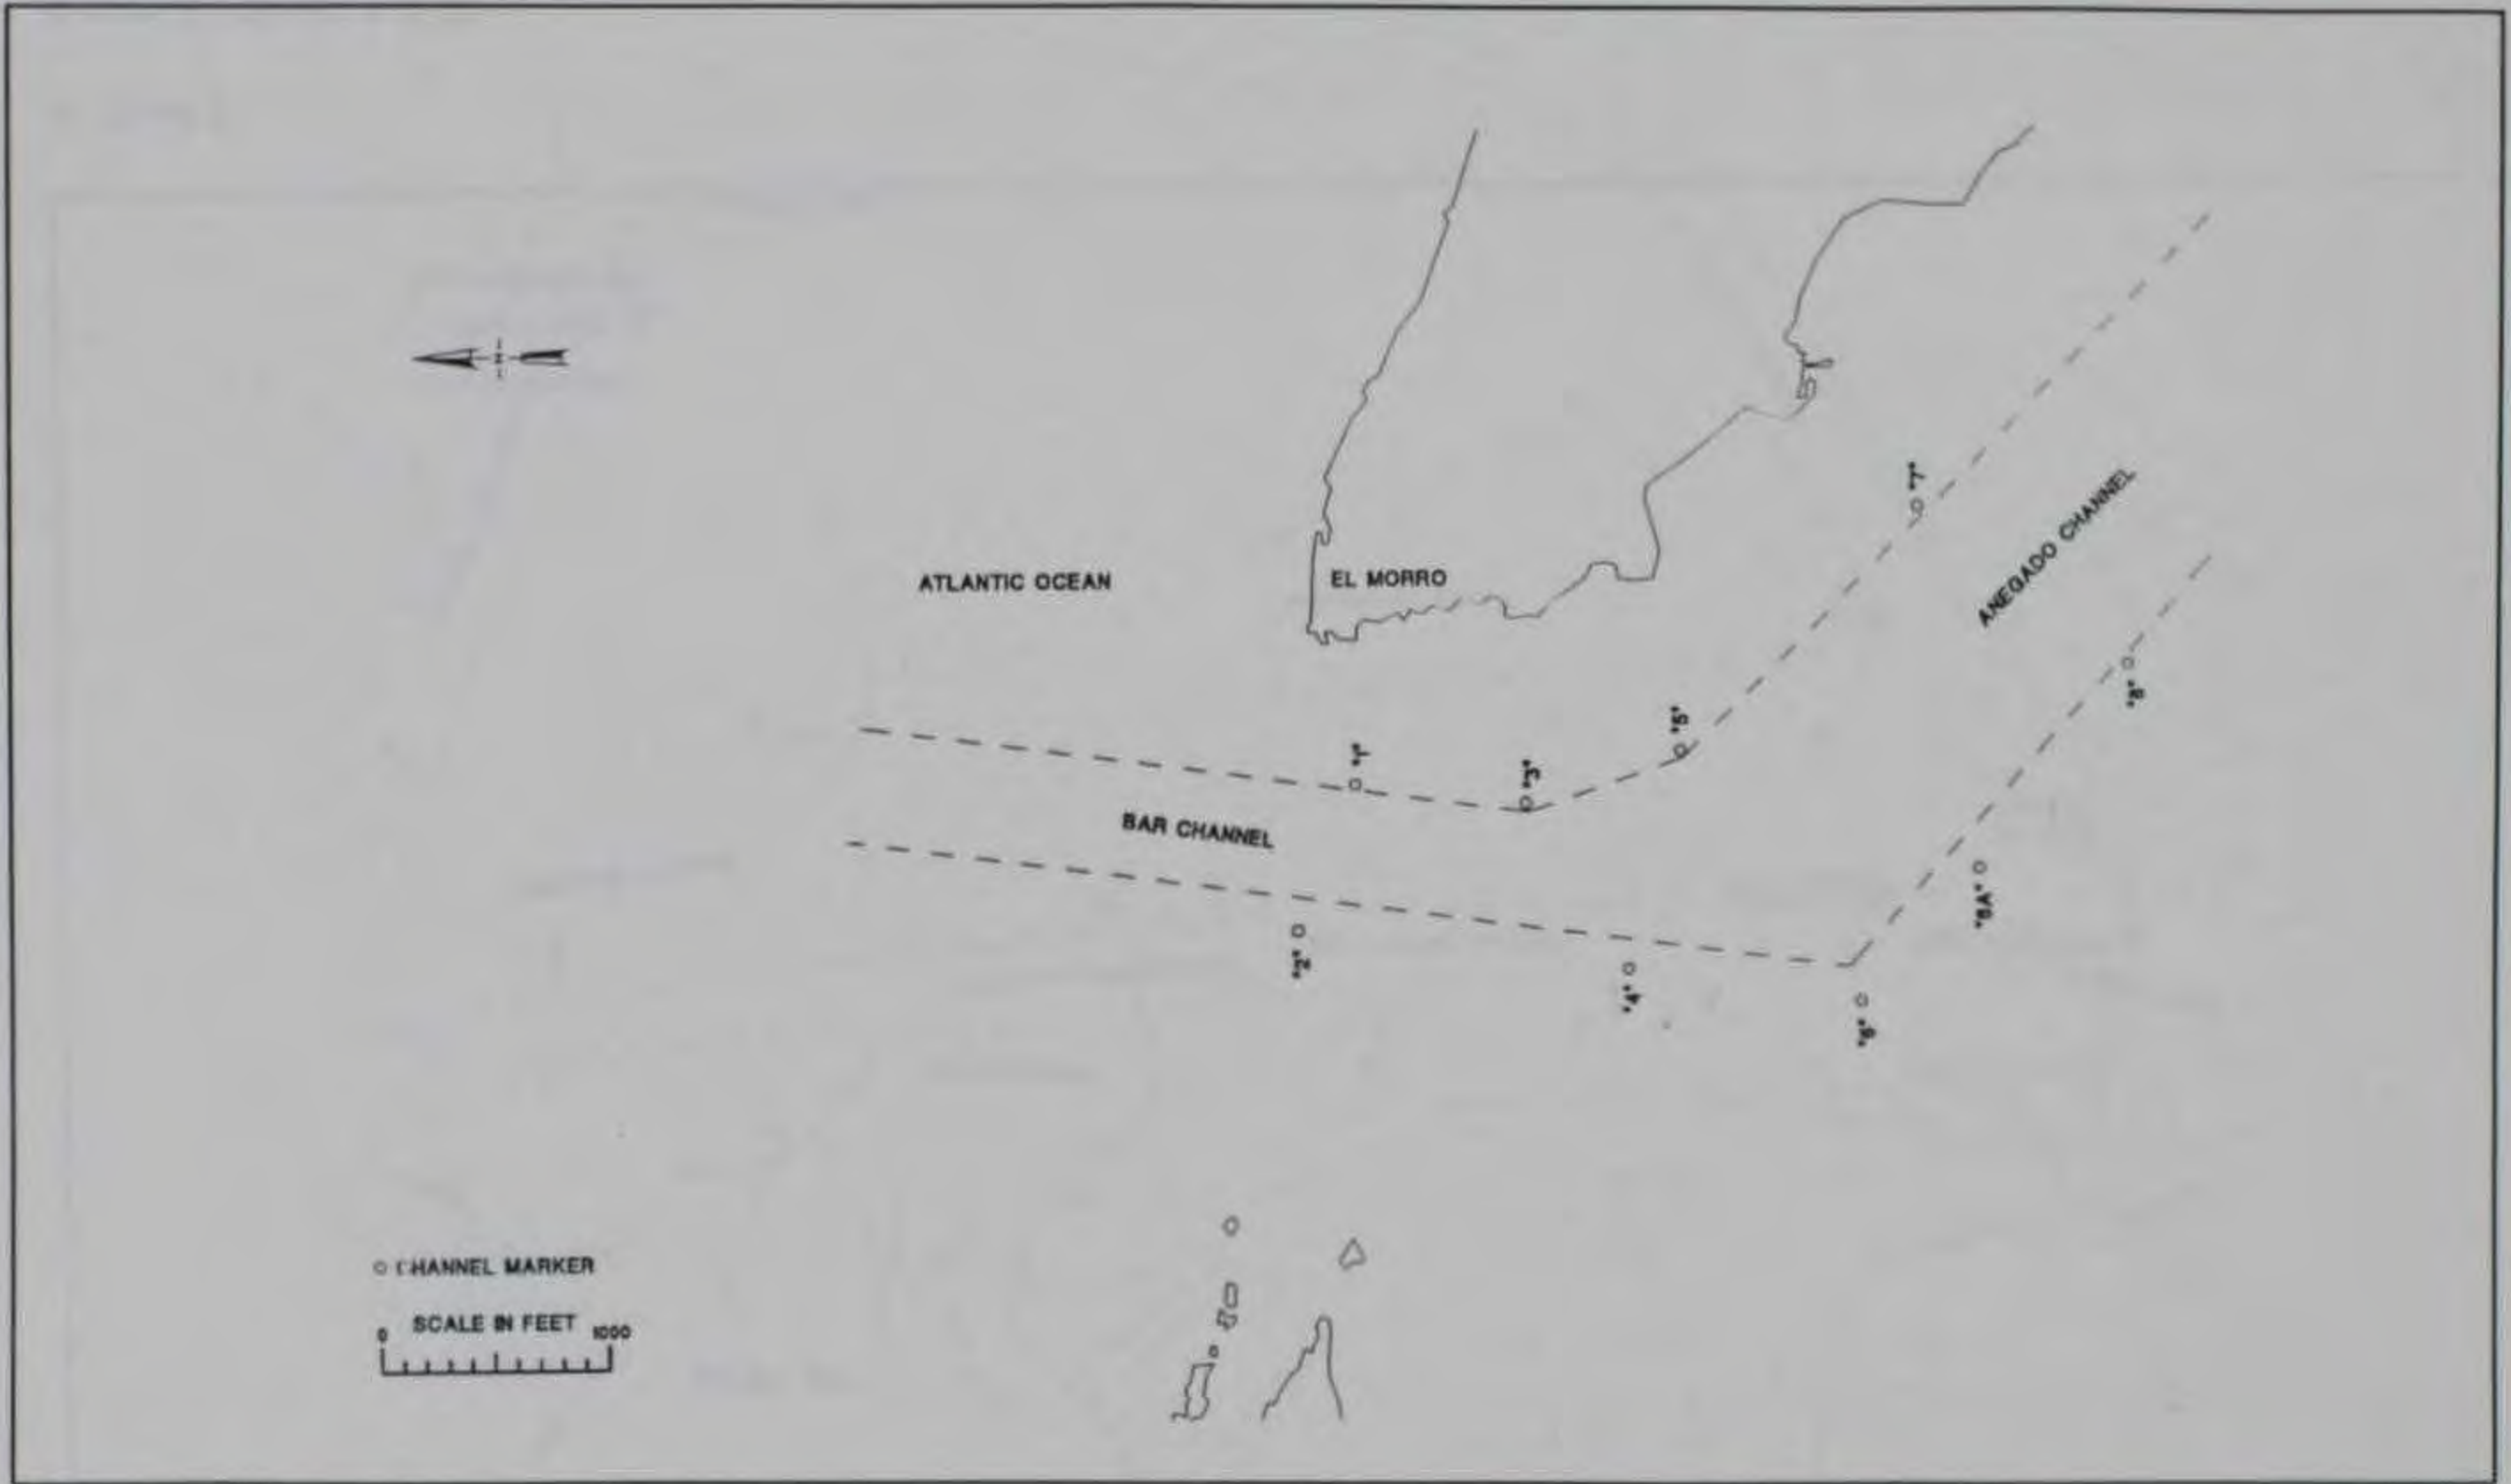 ATLANTIC OCEAN
EL MORRO
"7"
ANEGADO CHANNEL
"8"
"5"
"1"
"3"
BAR CHANNEL
"6A"
"2"
"4"
"6"
CHANNEL MARKER
SCALE IN FEET
0 1000